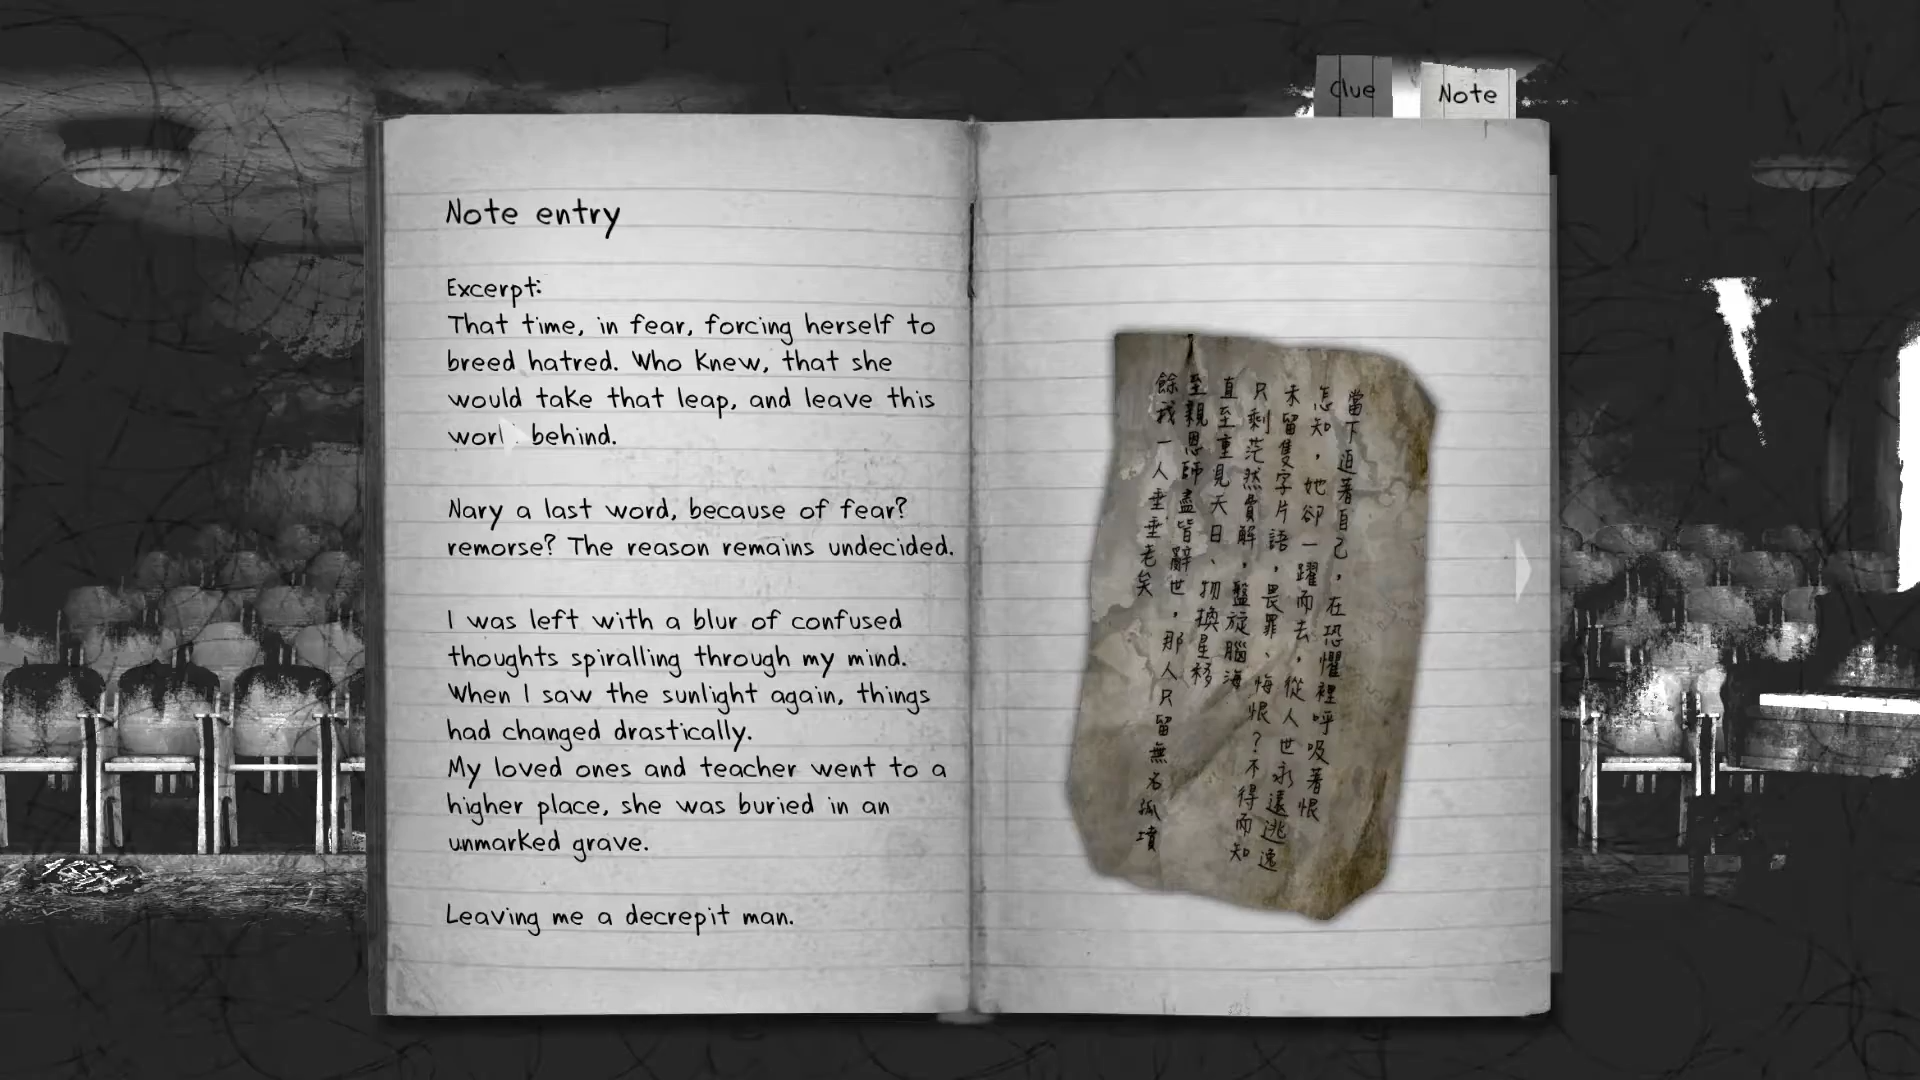 Clue
Note
Note entry
Excerpt:
That time, in fear, forcing herself to
breed hatred. Who knew, that she
would take that leap, and leave this
behind.
Nary a last word, because of fear?
remorse? The reason remains undecided.
I was left with a blur of confused
thoughts spiralling through my mind.
When I saw the sunlight again, things
had changed drastically.
My loved ones and teacher went to a
higher place, she was buried in an
unmarked grave.
Leaving me a decrepit man.
當下迫著自己，在恐懼裡呼吸著恨
怎知，她卻一躍而去，從人世永遠逃逸
未留隻字片語，畏罪、悔恨？不得而知
只剩茫然費解，盤旋腦海
直至重見天日、物換星移
至親恩師盡皆辭世，那人只留無名孤墳
餘我一人垂垂老矣